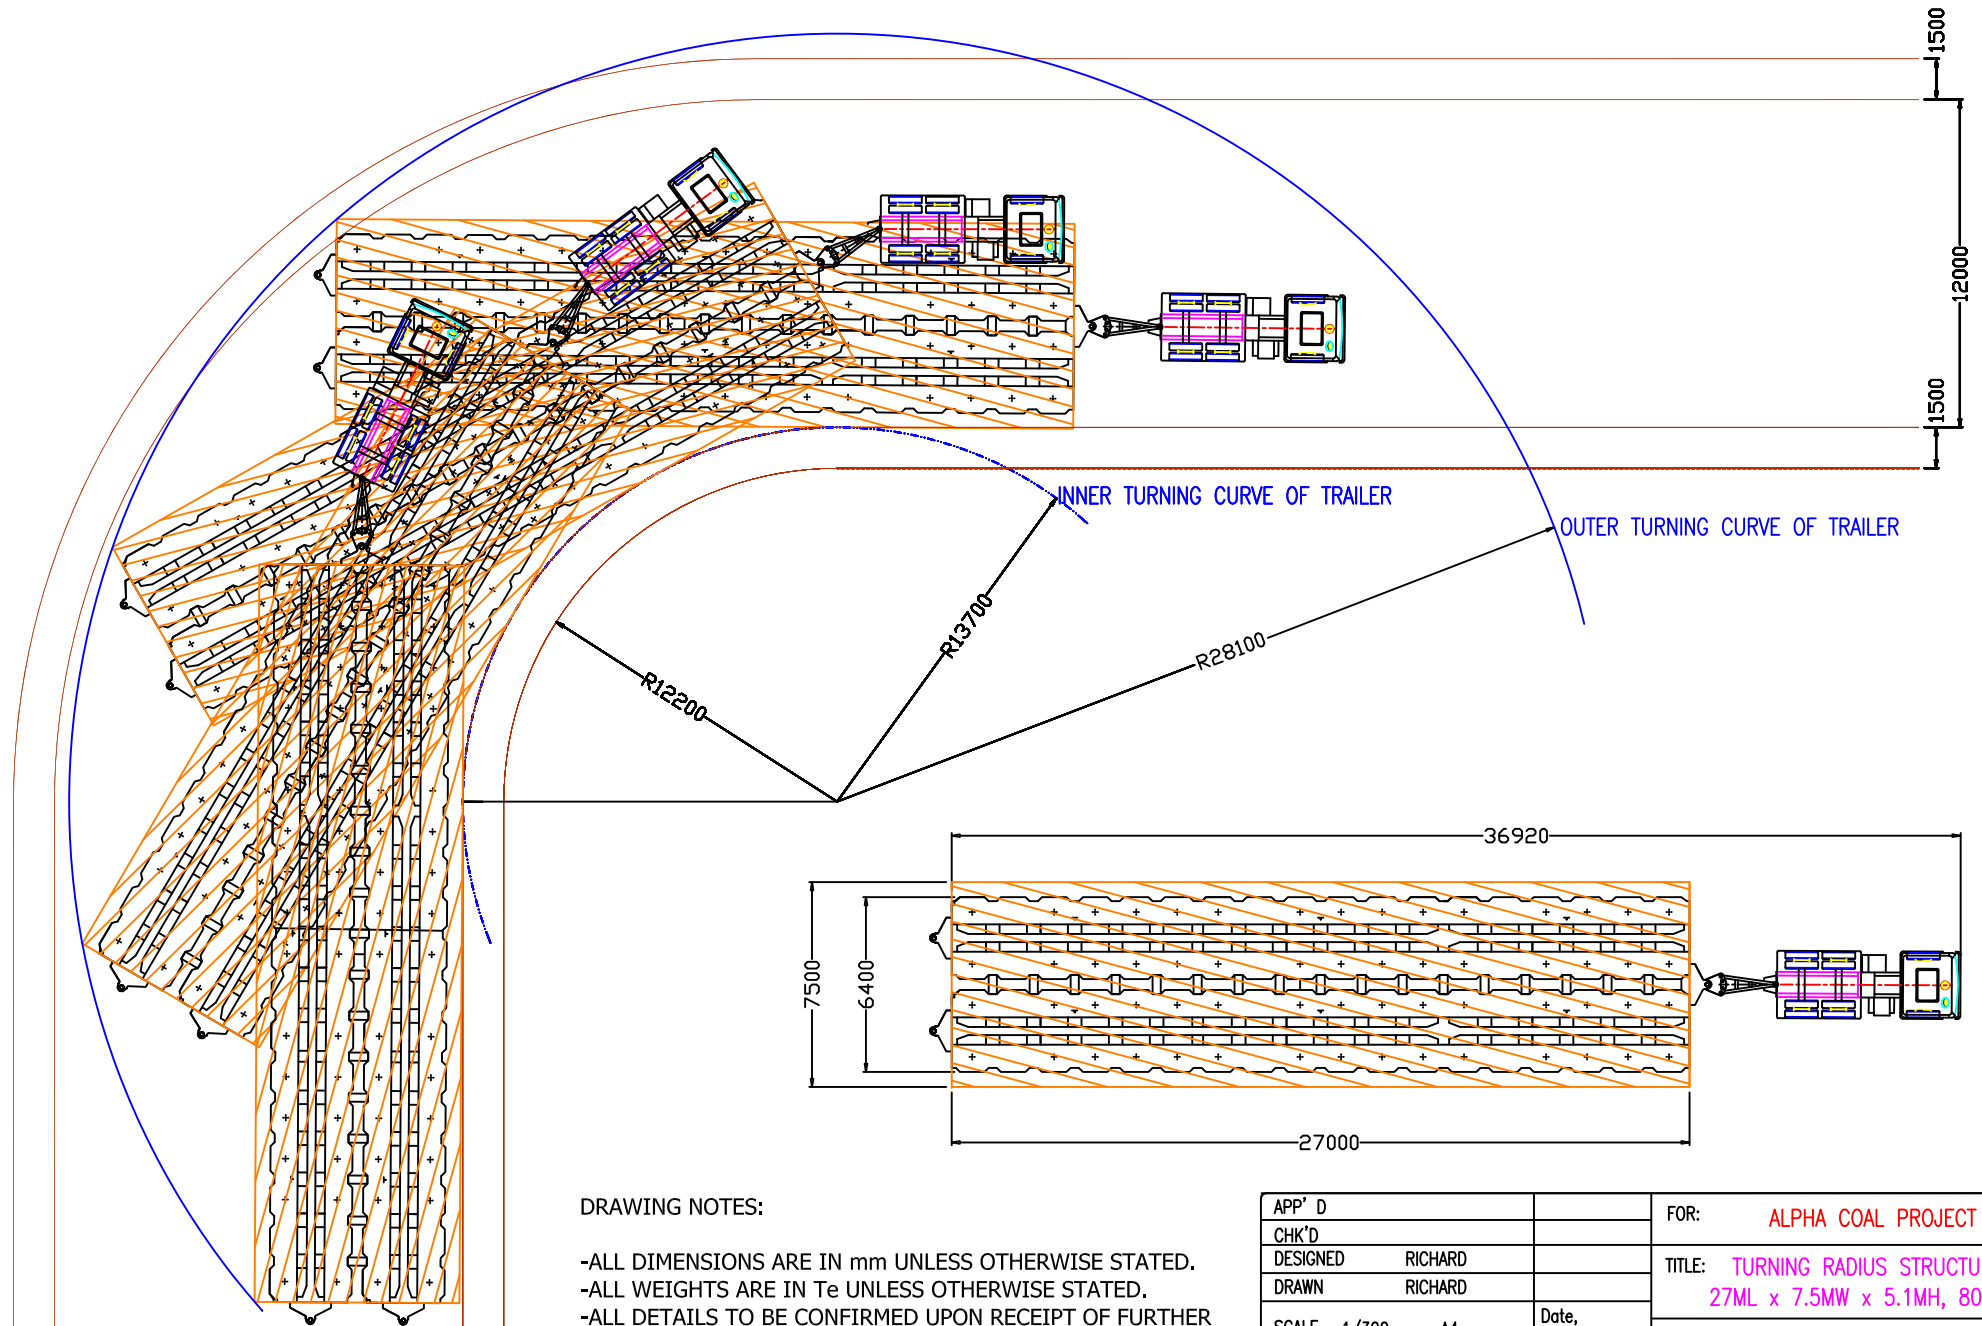 1500
12000
1500
INNER TURNING CURVE OF TRAILER
OUTER TURNING CURVE OF TRAILER
R13700
R28100
R12200
36920
7500
6400
27000
DRAWING NOTES:
-ALL DIMENSIONS ARE IN mm UNLESS OTHERWISE STATED.
-ALL WEIGHTS ARE IN Te UNLESS OTHERWISE STATED.
-ALL DETAILS TO BE CONFIRMED UPON RECEIPT OF FURTHER
APP' D
CHK'D
DESIGNED RICHARD
DRAWN RICHARD
SCALE
Date,
FOR: ALPHA COAL PROJECT
TITLE: TURNING RADIUS STRUCTU
27ML x 7.5MW x 5.1MH, 80